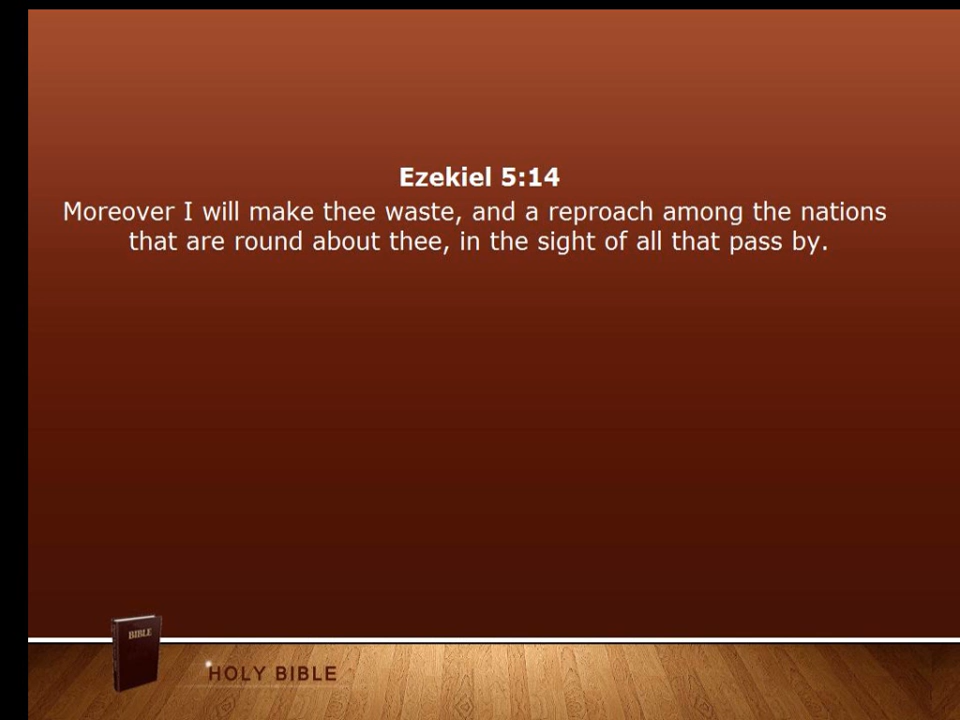 Ezekiel 5:14
Moreover I will make thee waste, and a reproach among the nations
that are round about thee, in the sight of all that pass by.
BIBLE
HOLY BIBLE